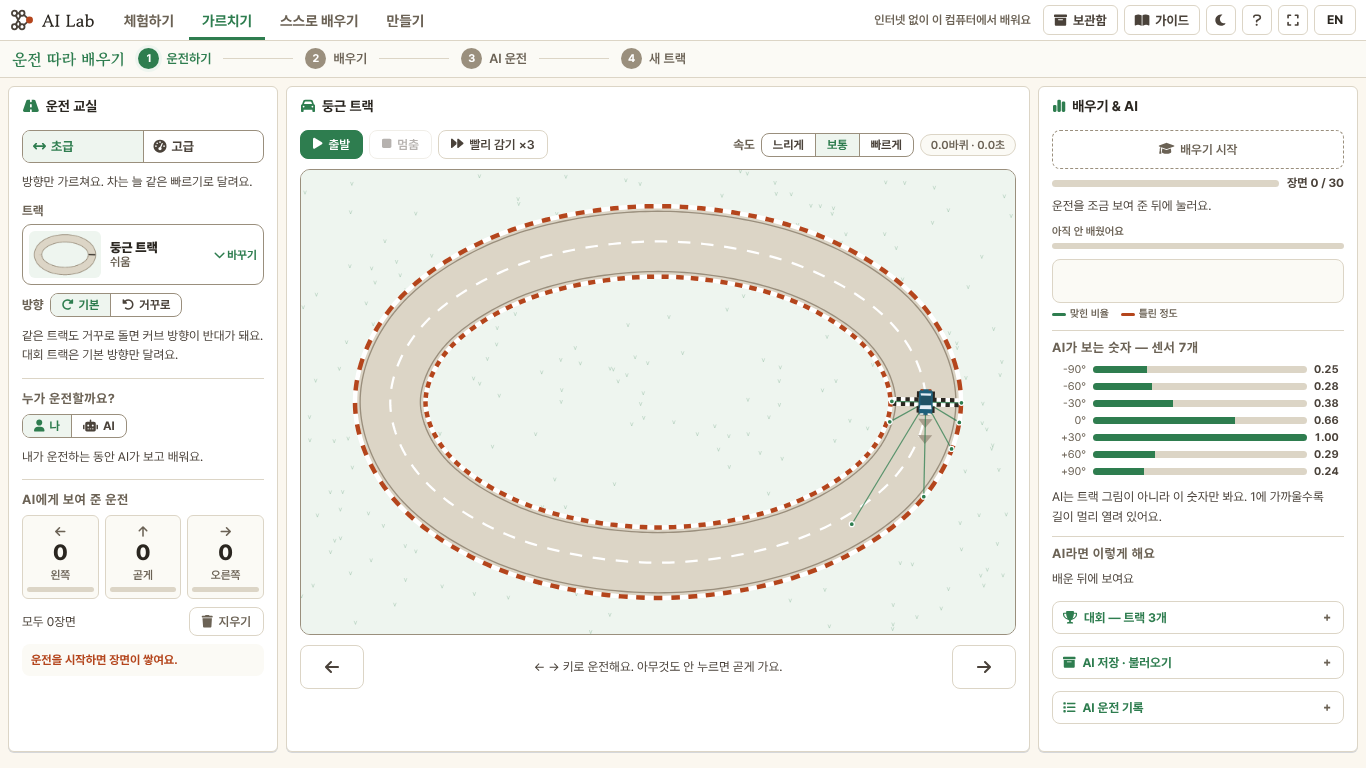 AI Lab 체험하기 가르치기 스스로 배우기 만들기 인터넷 없이 이 컴퓨터에서 배워요 보관함 가이드 ? EN
운전 따라 배우기 1 운전하기 2 배우기 3 AI 운전 4 새 트랙
운전 교실
초급 고급
방향만 가르쳐요. 차는 늘 같은 빠르기로 달려요.
트랙
둥근 트랙
쉬움
바꾸기
방향 기본 거꾸로
같은 트랙도 거꾸로 돌면 커브 방향이 반대가 돼요.
대회 트랙은 기본 방향만 달려요.
누가 운전할까요?
나 AI
내가 운전하는 동안 AI가 보고 배워요.
AI에게 보여 준 운전
← ↑ →
0 0 0
왼쪽 곧게 오른쪽
모두 0장면 지우기
운전을 시작하면 장면이 쌓여요.
둥근 트랙
출발 멈춤 빨리 감기 ×3 속도 느리게 보통 빠르게 0.0바퀴 · 0.0초
← → 키로 운전해요. 아무것도 안 누르면 곧게 가요.
배우기 & AI
배우기 시작
장면 0 / 30
운전을 조금 보여 준 뒤에 눌러요.
아직 안 배웠어요
맞힌 비율 틀린 정도
AI가 보는 숫자 — 센서 7개
-90° 0.25
-60° 0.28
-30° 0.38
0° 0.66
+30° 1.00
+60° 0.29
+90° 0.24
AI는 트랙 그림이 아니라 이 숫자만 봐요. 1에 가까울수록
길이 멀리 열려 있어요.
AI라면 이렇게 해요
배운 뒤에 보여요
대회 — 트랙 3개 +
AI 저장 · 불러오기 +
AI 운전 기록 +